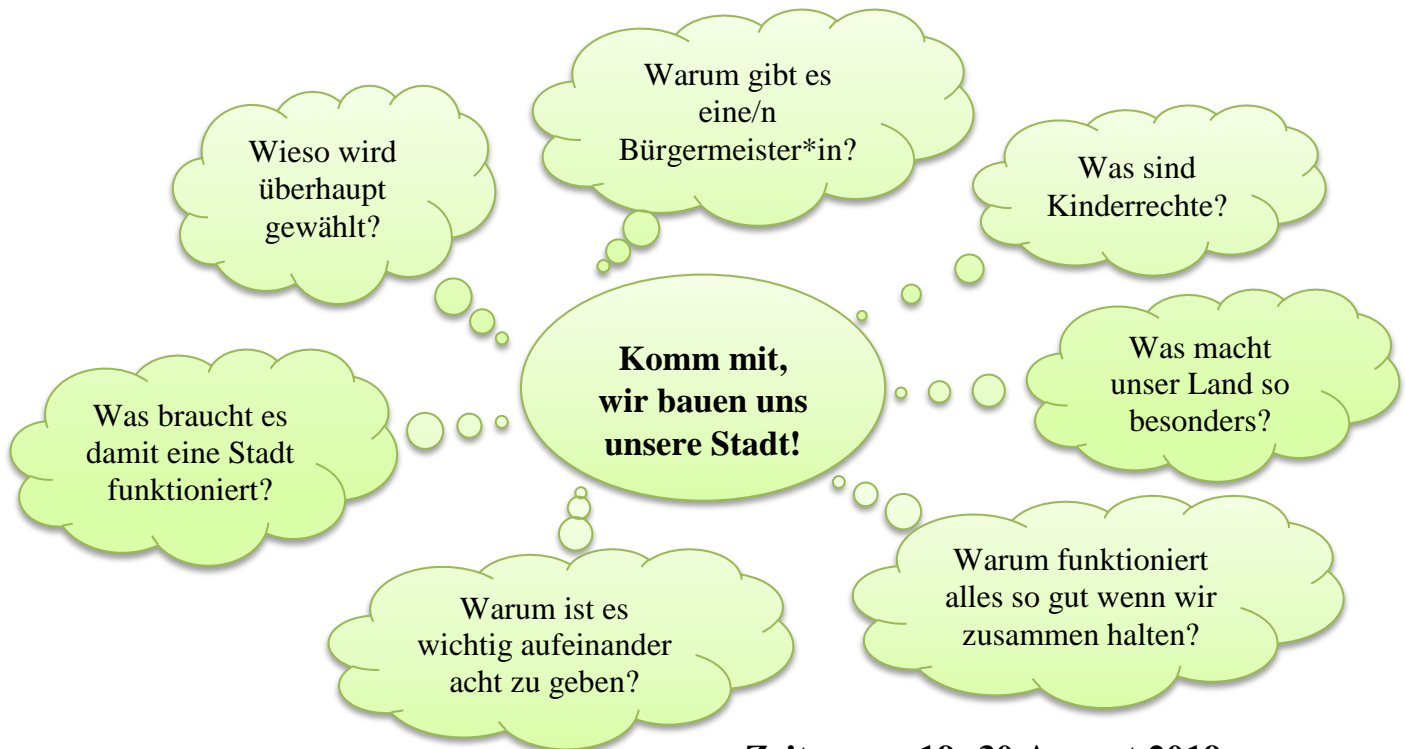 Warum gibt es
eine/n
Bürgermeister*in?
Wieso wird
überhaupt
gewählt?
Was sind
Kinderrechte?
Komm mit,
wir bauen uns
unsere Stadt!
Was macht
unser Land so
besonders?
Was braucht es
damit eine Stadt
funktioniert?
Warum funktioniert
alles so gut wenn wir
zusammen halten?
Warum ist es
wichtig aufeinander
acht zu geben?
August 2019